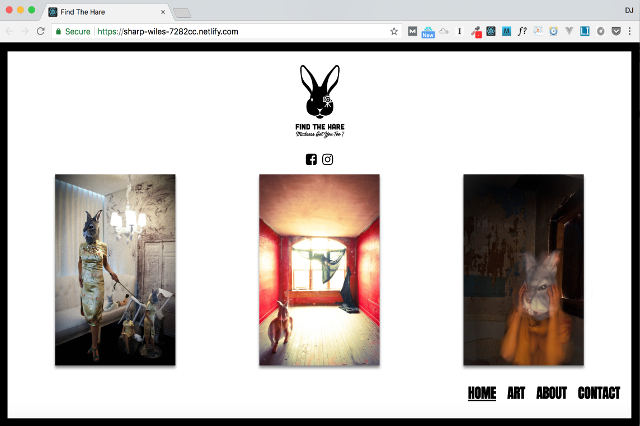 Find The Hare
DJ
Secure
https://sharp-wiles-7282cc.netlify.com
New
FIND THE HARE
Madness Got You Too?
HOME ART ABOUT CONTACT